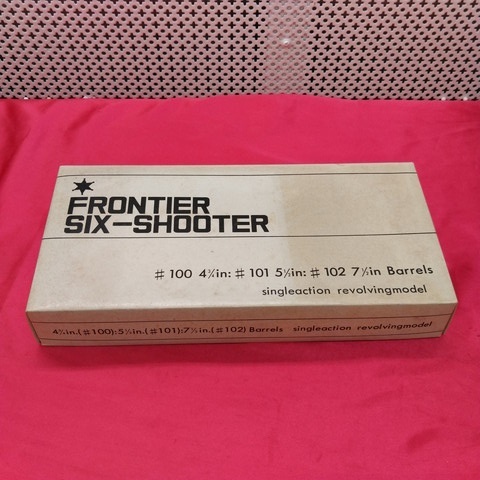 FRONTIER
SIX-SHOOTER
#100 4¾in: #101 5½in: #102 7½in Barrels
singleaction revolvingmodel
4¾in.(#100):5½in.(#101):7½in.(#102) Barrels singleaction revolvingmodel